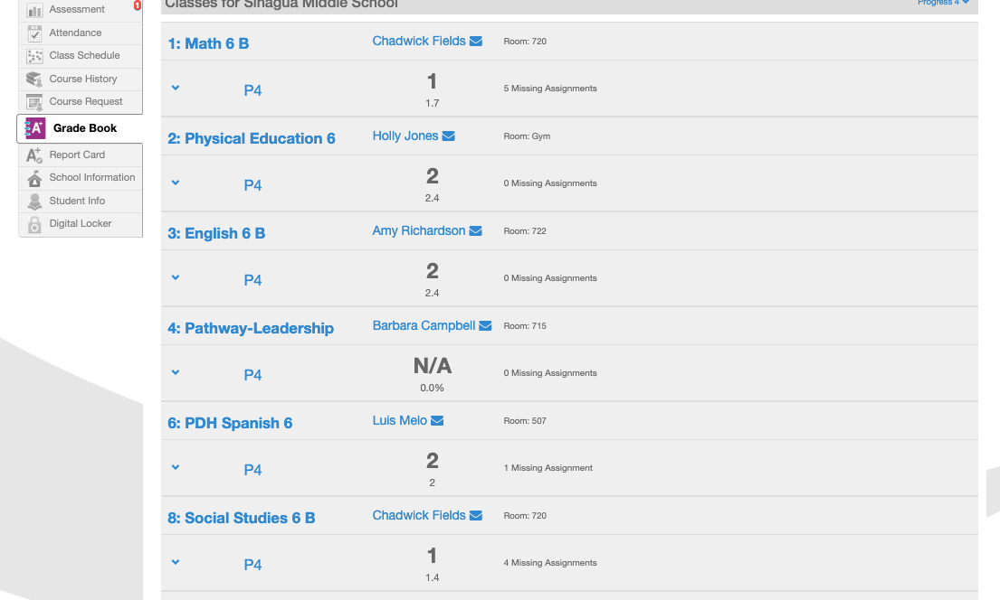 Classes for Sinagua Middle School
Progress 4
Assessment
1
Attendance
Class Schedule
Course History
Course Request
Grade Book
Report Card
School Information
Student Info
Digital Locker
1: Math 6 B Chadwick Fields Room: 720
P4 1 5 Missing Assignments
1.7
2: Physical Education 6 Holly Jones Room: Gym
P4 2 0 Missing Assignments
2.4
3: English 6 B Amy Richardson Room: 722
P4 2 0 Missing Assignments
2.4
4: Pathway-Leadership Barbara Campbell Room: 715
P4 N/A 0 Missing Assignments
0.0%
6: PDH Spanish 6 Luis Melo Room: 507
P4 2 1 Missing Assignment
2
8: Social Studies 6 B Chadwick Fields Room: 720
P4 1 4 Missing Assignments
1.4